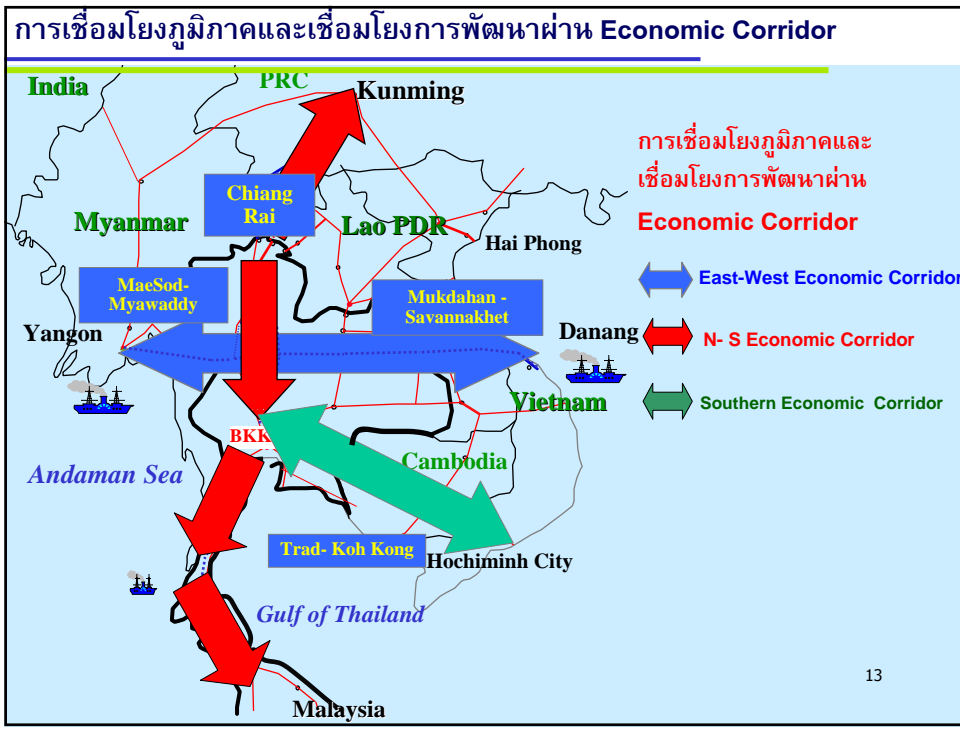 การเชื่อมโยงภูมิภาคและเชื่อมโยงการพัฒนาผ่าน Economic Corridor
India
PRC
Kunming
การเชื่อมโยงภูมิภาคและ
เชื่อมโยงการพัฒนาผ่าน
Economic Corridor
Chiang
Rai
Myanmar
Lao PDR
Hai Phong
MaeSod-
Myawaddy
Mukdahan -
Savannakhet
East-West Economic Corridor
Yangon
Danang
N- S Economic Corridor
Vietnam
Southern Economic Corridor
BKK
Cambodia
Andaman Sea
Trad- Koh Kong
Hochiminh City
Gulf of Thailand
13
Malaysia